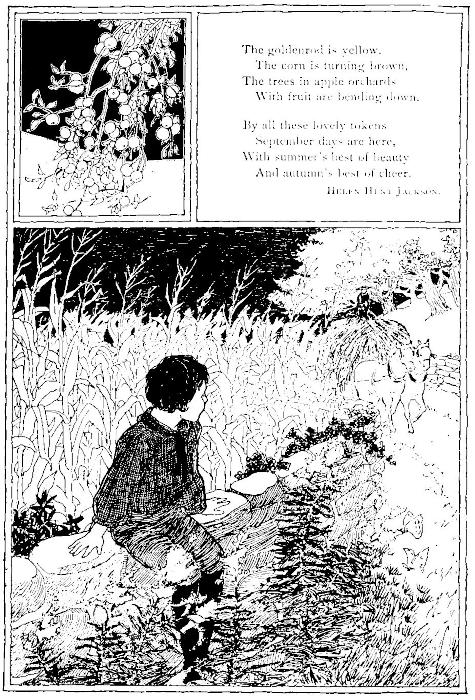 The goldenrod is yellow,
The corn is turning brown,
The trees in apple orchards
With fruit are bending down.
By all these lovely tokens
September days are here,
With summer's best of beauty
And autumn's best of cheer.
HELEN HUNT JACKSON.